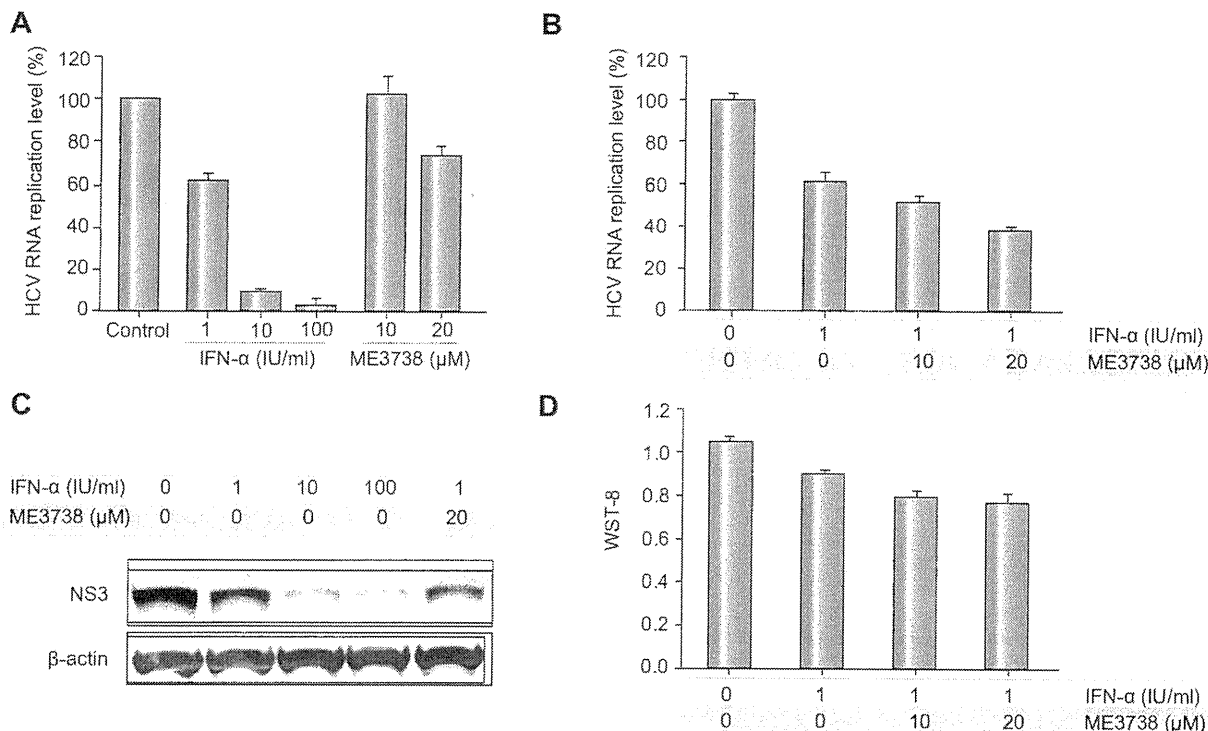 A
HCV RNA replication level (%)
120
100
80
60
40
20
0
Control 1 10 100 10 20
IFN-α (IU/ml) ME3738 (μM)
B
HCV RNA replication level (%)
120
100
80
60
40
20
0
0 1 1 1 IFN-α (IU/ml)
0 0 10 20 ME3738 (μM)
C
IFN-α (IU/ml) 0 1 10 100 1
ME3738 (μM) 0 0 0 0 20
NS3
β-actin
D
WST-8
1.2
1.0
0.8
0.6
0.4
0.2
0.0
0 1 1 1 IFN-α (IU/ml)
0 0 10 20 ME3738 (μM)